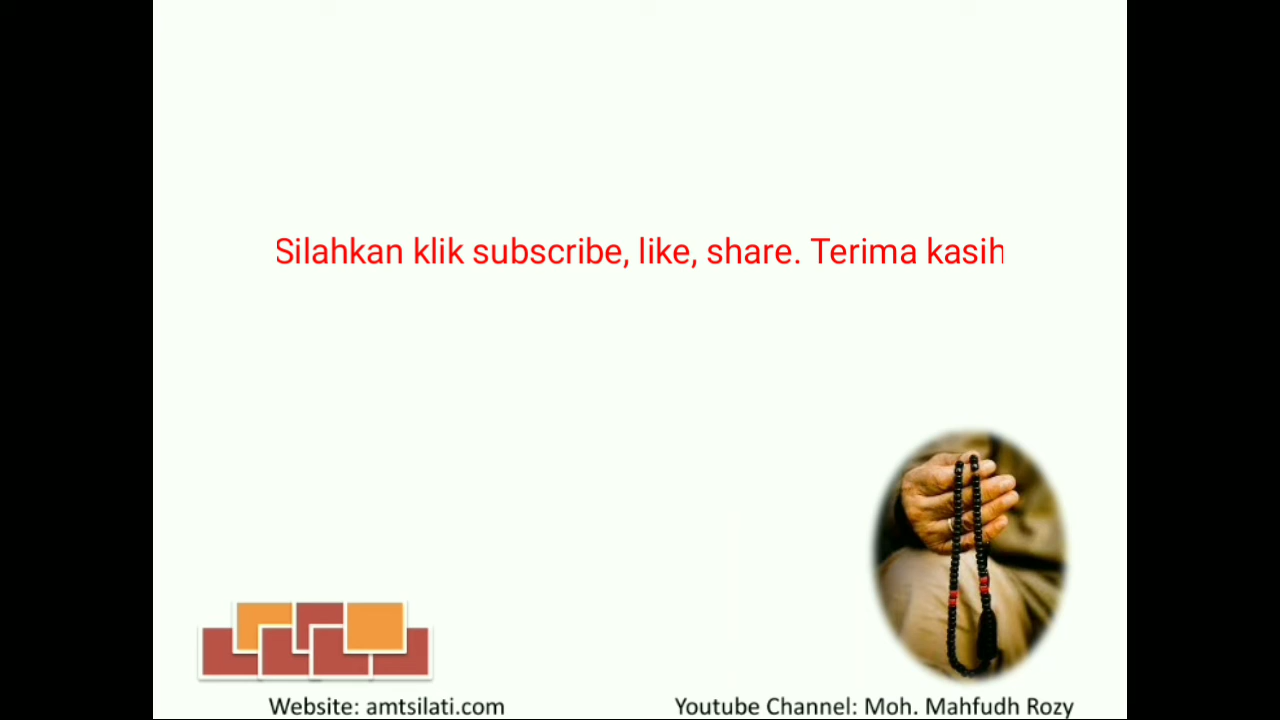 Silahkan klik subscribe, like, share. Terima kasih
Website: amtsilati.com
Youtube Channel: Moh. Mahfudh Rozy